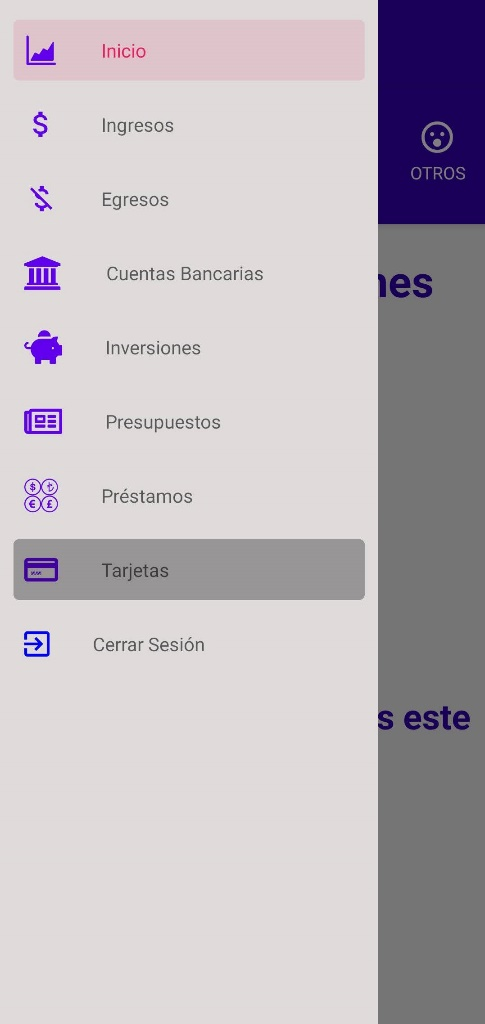 Inicio
Ingresos
Egresos
Cuentas Bancarias
Inversiones
Presupuestos
Préstamos
Tarjetas
Cerrar Sesión
OTROS
nes
s este